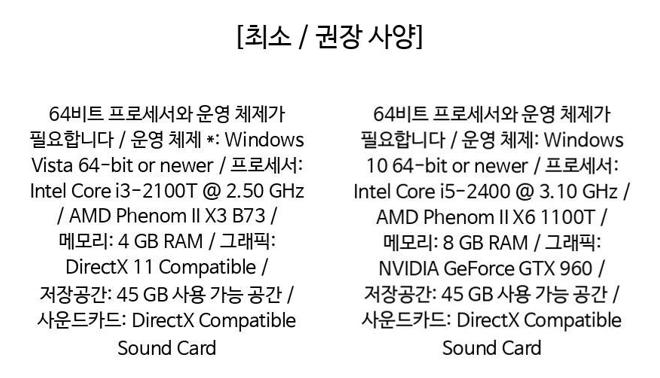 [최소 / 권장 사양]
64비트 프로세서와 운영 체제가
필요합니다 / 운영 체제 *: Windows
Vista 64-bit or newer / 프로세서:
Intel Core i3-2100T @ 2.50 GHz
/ AMD Phenom II X3 B73 /
메모리: 4 GB RAM / 그래픽:
DirectX 11 Compatible /
저장공간: 45 GB 사용 가능 공간 /
사운드카드: DirectX Compatible
Sound Card
64비트 프로세서와 운영 체제가
필요합니다 / 운영 체제: Windows
10 64-bit or newer / 프로세서:
Intel Core i5-2400 @ 3.10 GHz /
AMD Phenom II X6 1100T /
메모리: 8 GB RAM / 그래픽:
NVIDIA GeForce GTX 960 /
저장공간: 45 GB 사용 가능 공간 /
사운드카드: DirectX Compatible
Sound Card